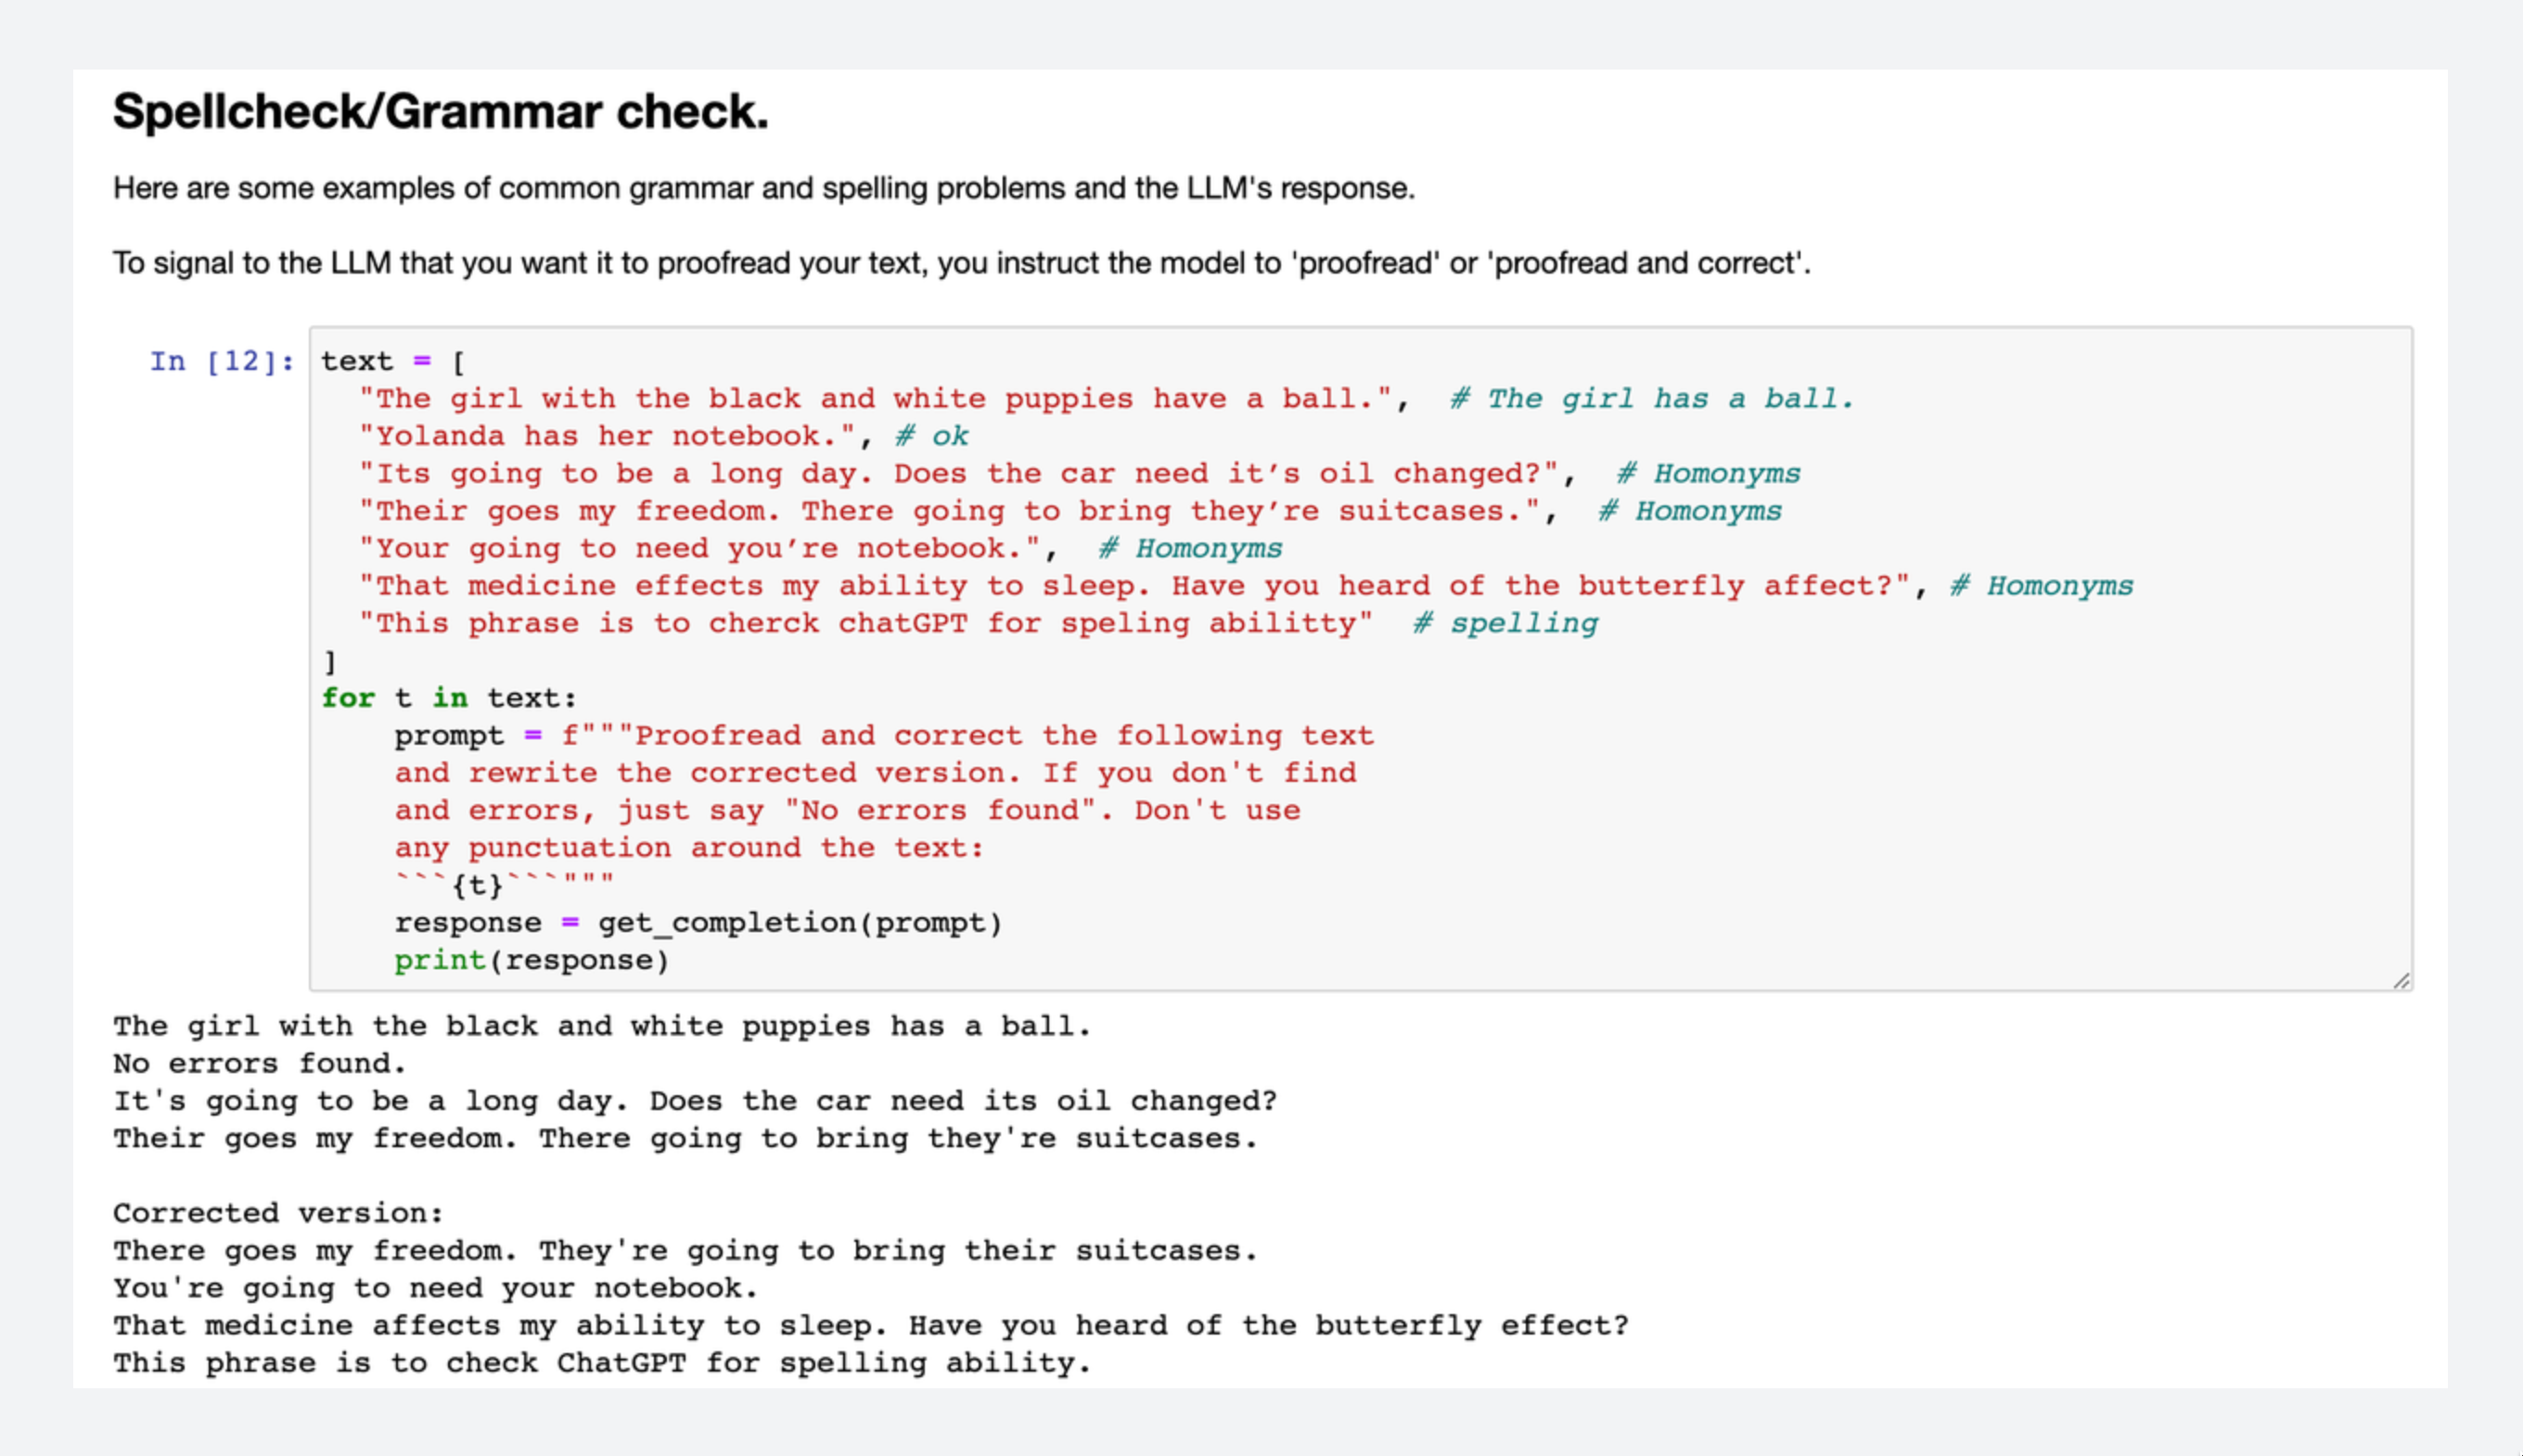 Spellcheck/Grammar check.
Here are some examples of common grammar and spelling problems and the LLM's response.
To signal to the LLM that you want it to proofread your text, you instruct the model to 'proofread' or 'proofread and correct'.
In [12]: text = [
"The girl with the black and white puppies have a ball.",  # The girl has a ball.
"Yolanda has her notebook.", # ok
"Its going to be a long day. Does the car need it’s oil changed?",  # Homonyms
"Their goes my freedom. There going to bring they’re suitcases.",  # Homonyms
"Your going to need you’re notebook.",  # Homonyms
"That medicine effects my ability to sleep. Have you heard of the butterfly affect?", # Homonyms
"This phrase is to cherck chatGPT for speling abilitty"  # spelling
]
for t in text:
prompt = f"""Proofread and correct the following text
and rewrite the corrected version. If you don't find
and errors, just say "No errors found". Don't use
any punctuation around the text:
```{t}```"""
response = get_completion(prompt)
print(response)
The girl with the black and white puppies has a ball.
No errors found.
It's going to be a long day. Does the car need its oil changed?
Their goes my freedom. There going to bring they're suitcases.
Corrected version:
There goes my freedom. They're going to bring their suitcases.
You're going to need your notebook.
That medicine affects my ability to sleep. Have you heard of the butterfly effect?
This phrase is to check ChatGPT for spelling ability.